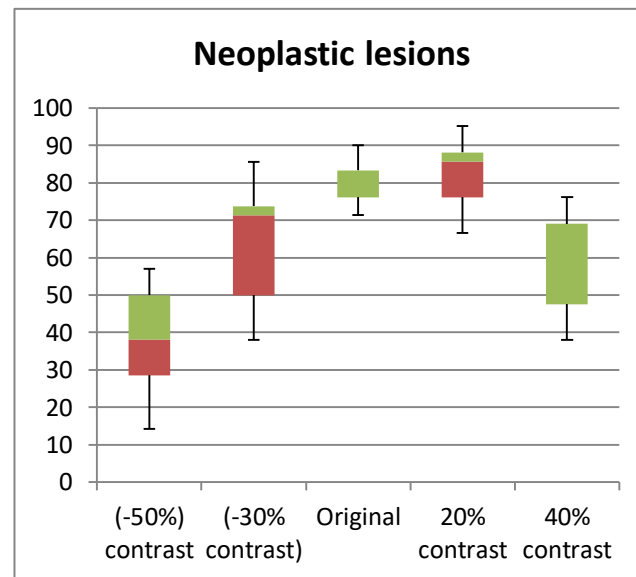 Neoplastic lesions
100
90
80
70
60
50
40
30
20
10
0
(-50%) contrast
(-30% contrast)
Original
20% contrast
40% contrast